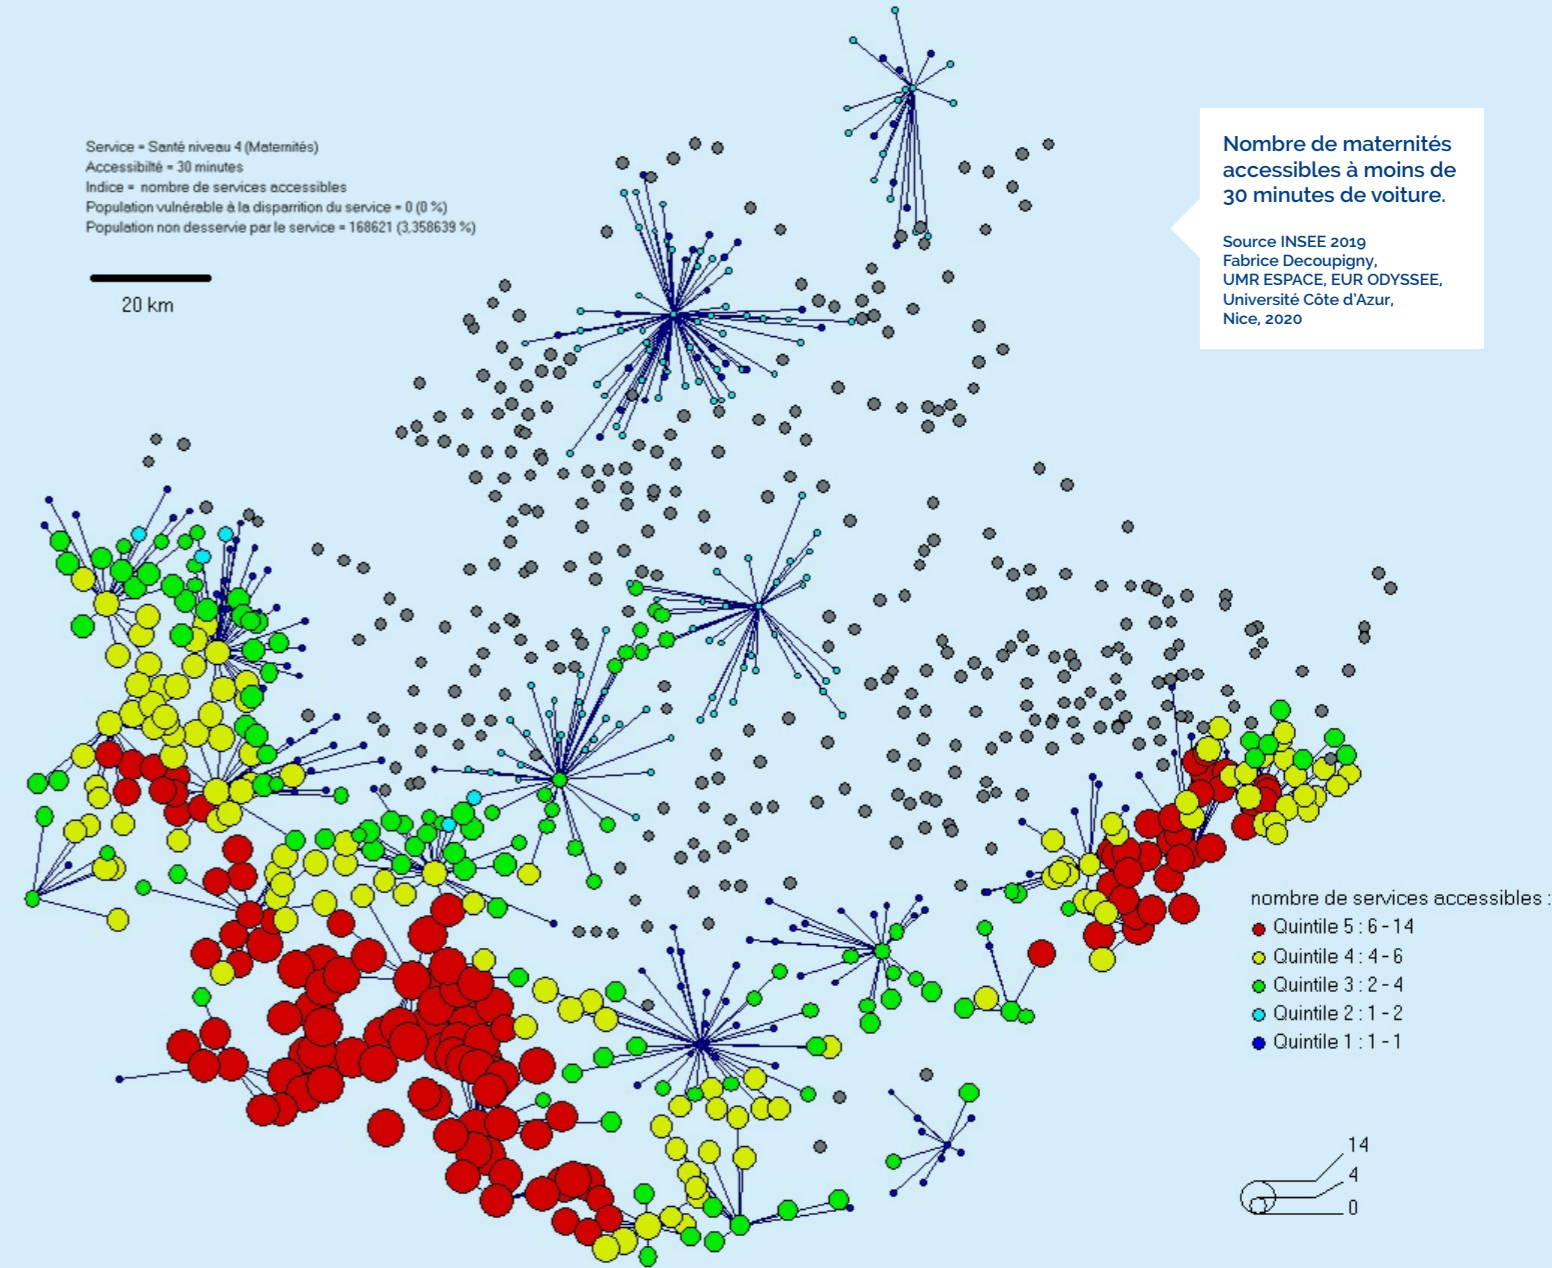 Service = Santé niveau 4 (Maternités)
Accessibilté = 30 minutes
Indice = nombre de services accessibles
Population vulnérable à la disparrition du service = 0 (0 %)
Population non desservie par le service = 168621 (3,358639 %)
20 km
Nombre de maternités
accessibles à moins de
30 minutes de voiture.
Source INSEE 2019
Fabrice Decoupigny,
UMR ESPACE, EUR ODYSSEE,
Université Côte d'Azur,
Nice, 2020
nombre de services accessibles :
Quintile 5 : 6 - 14
Quintile 4 : 4 - 6
Quintile 3 : 2 - 4
Quintile 2 : 1 - 2
Quintile 1 : 1 - 1
14
4
0